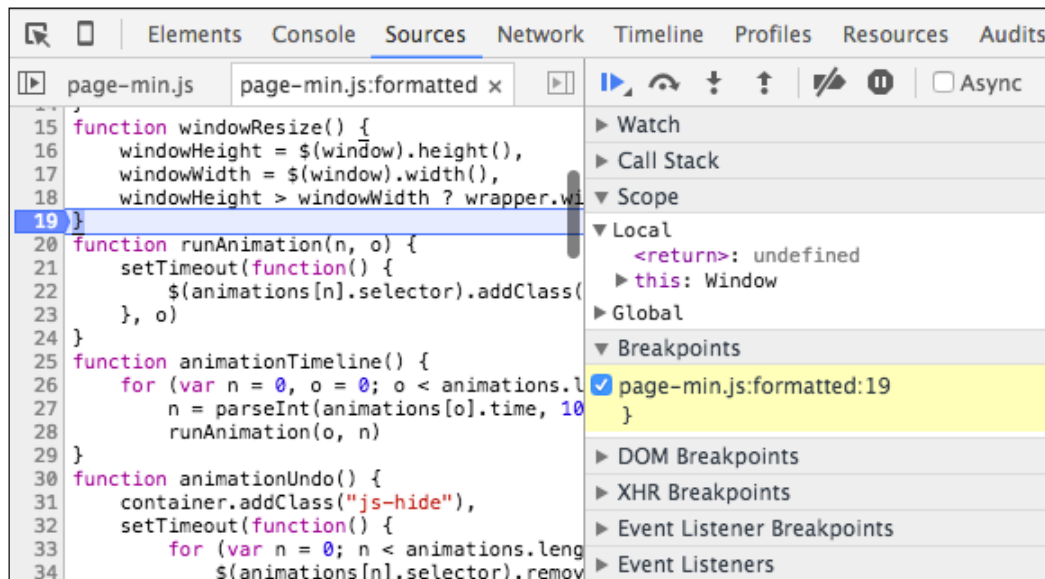 Elements Console Sources Network Timeline Profiles Resources Audits
page-min.js page-min.js:formatted × Async
15 function windowResize() {
16 windowHeight = $(window).height(),
17 windowWidth = $(window).width(),
18 windowHeight > windowWidth ? wrapper.wi
19 }
20 function runAnimation(n, o) {
21 setTimeout(function() {
22 $(animations[n].selector).addClass(
23 }, o)
24 }
25 function animationTimeline() {
26 for (var n = 0, o = 0; o < animations.l
27 n = parseInt(animations[o].time, 10
28 runAnimation(o, n)
29 }
30 function animationUndo() {
31 container.addClass("js-hide"),
32 setTimeout(function() {
33 for (var n = 0; n < animations.leng
34 $(animations[n].selector).remov
Watch
Call Stack
Scope
Local
<return>: undefined
this: Window
Global
Breakpoints
page-min.js:formatted:19
}
DOM Breakpoints
XHR Breakpoints
Event Listener Breakpoints
Event Listeners